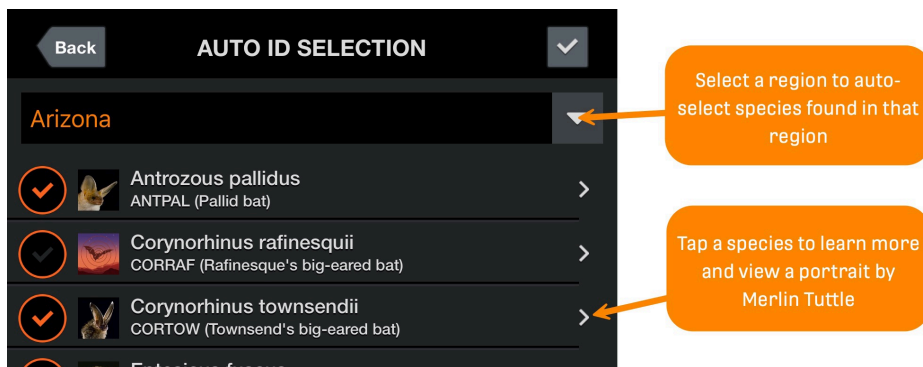 Back
AUTO ID SELECTION
Arizona
Select a region to auto-
select species found in that
region
Antrozous pallidus
ANTPAL (Pallid bat)
Corynorhinus rafinesquii
CORRAF (Rafinesque's big-eared bat)
Corynorhinus townsendii
CORTOW (Townsend's big-eared bat)
Tap a species to learn more
and view a portrait by
Merlin Tuttle